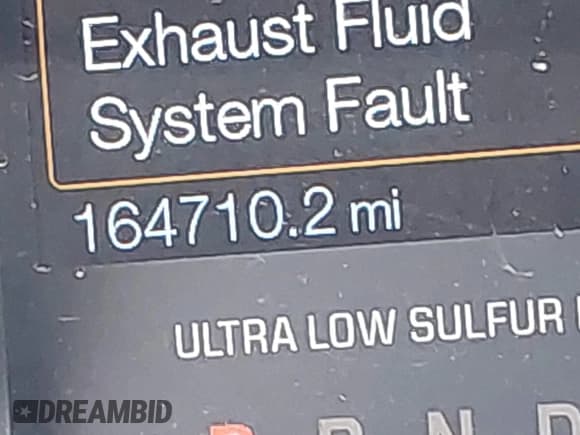 Exhaust Fluid
System Fault
164710.2 mi
ULTRA LOW SULFUR
P R N D
DREAMBID